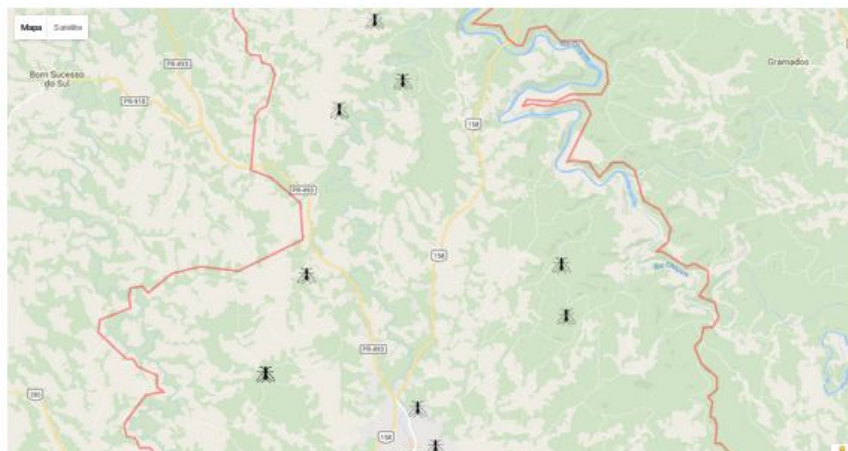 Mapa Satélite
Bom Sucesso
do Sul
PR-493
PR-918
158
Gramados
PR-493
158
Rio Chopim
PR-493
280
158